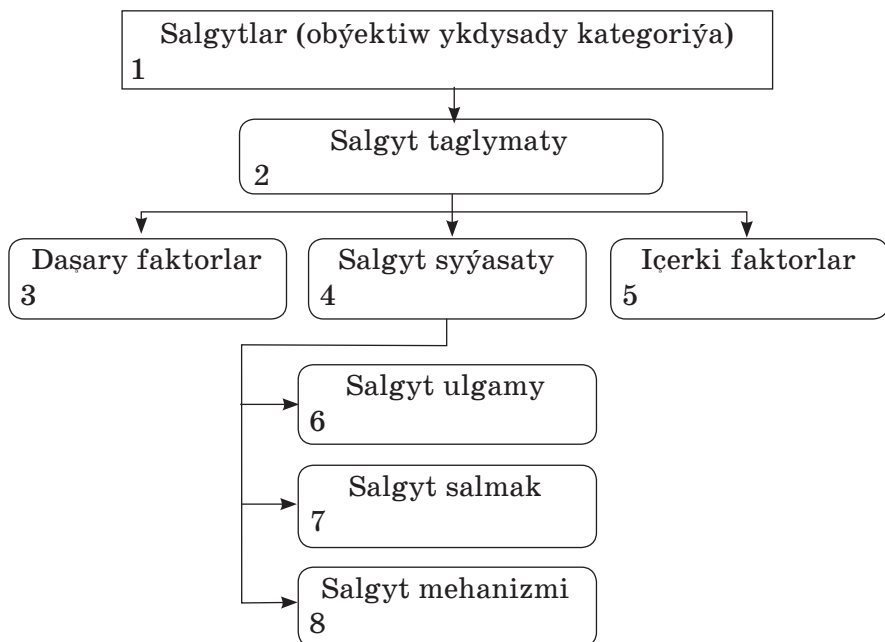 Salgytlar (obýektiw ykdysady kategoriýa)
1
Salgyt taglymaty
2
Daşary faktorlar
3
Salgyt syýasaty
4
Içerki faktorlar
5
Salgyt ulgamy
6
Salgyt salmak
7
Salgyt mehanizmi
8